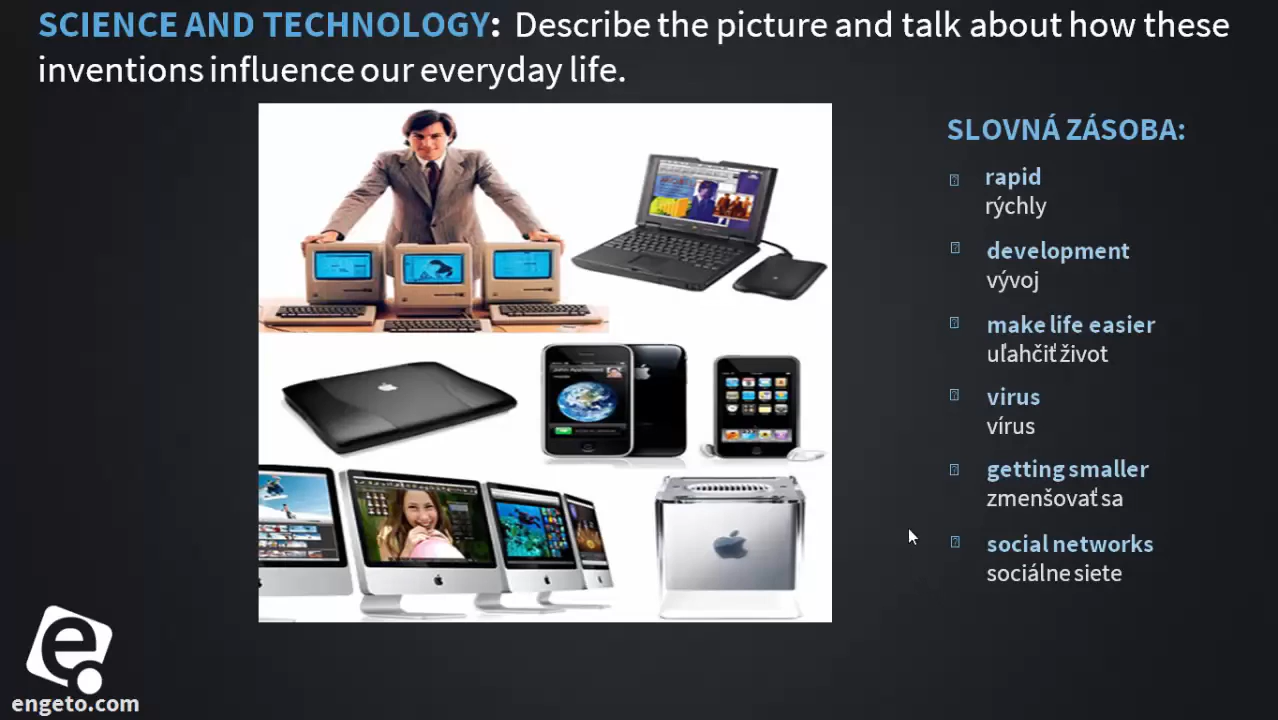 SCIENCE AND TECHNOLOGY: Describe the picture and talk about how these
inventions influence our everyday life.
SLOVNÁ ZÁSOBA:
rapid
rýchly
development
vývoj
make life easier
uľahčiť život
virus
vírus
getting smaller
zmenšovať sa
social networks
sociálne siete
e
engeto.com